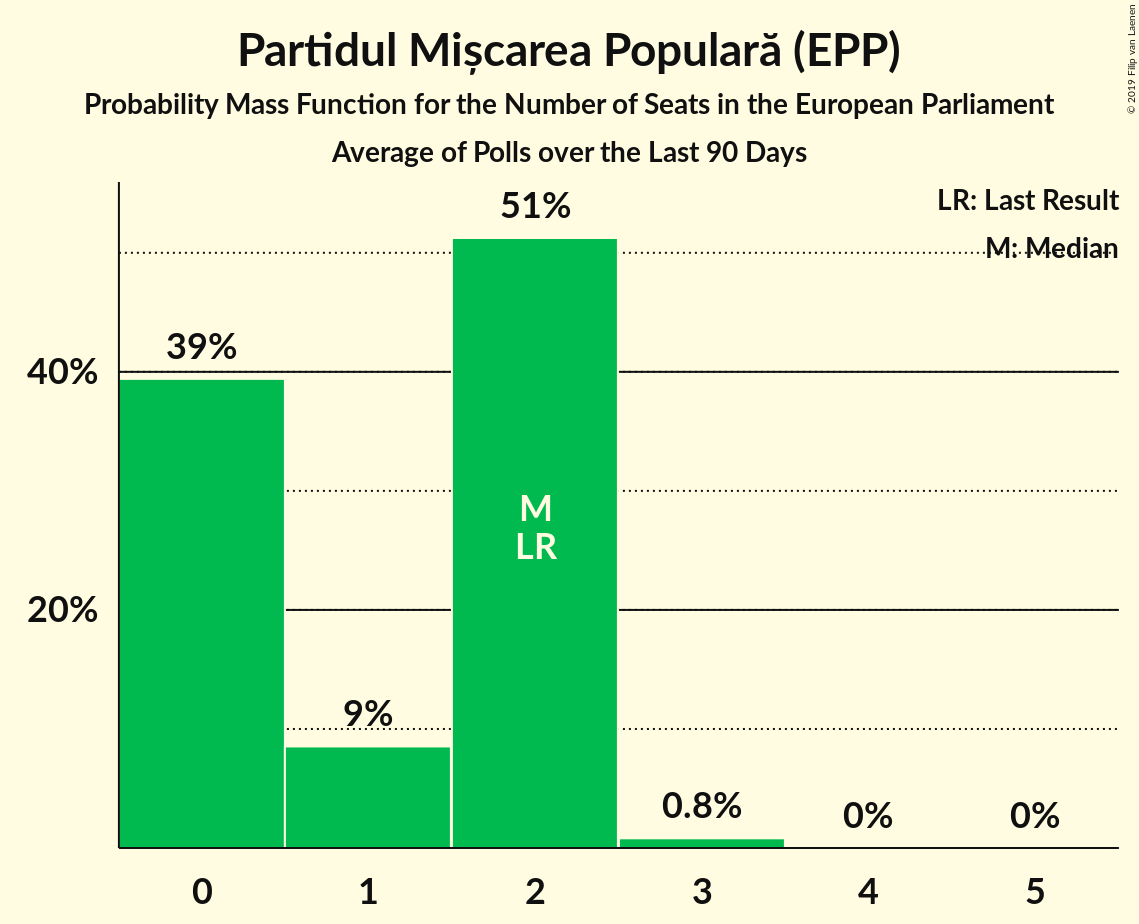 Partidul Mișcarea Populară (EPP)
Probability Mass Function for the Number of Seats in the European Parliament
Average of Polls over the Last 90 Days
© 2019 Filip van Laenen
LR: Last Result
M: Median
51%
39%
40%
M
LR
20%
9%
0.8%
0%
0%
0
1
2
3
4
5